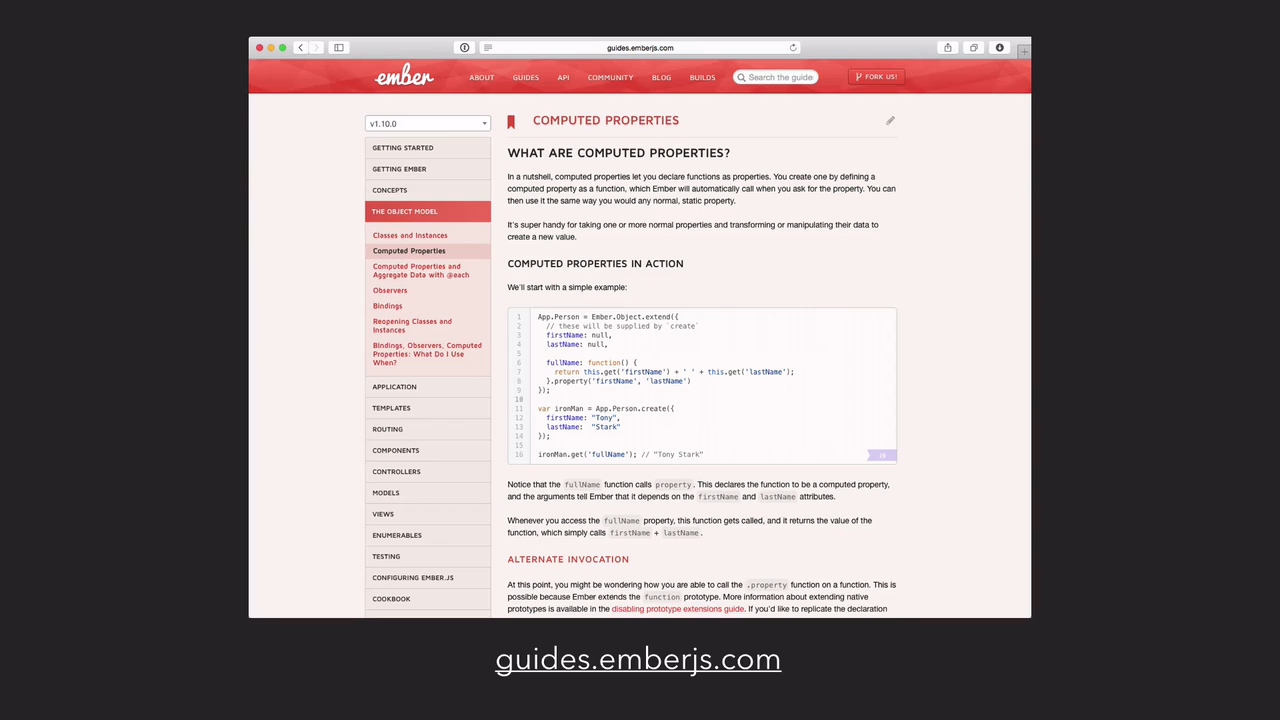 guides.emberjs.com
ember
ABOUT
GUIDES
API
COMMUNITY
BLOG
BUILDS
Search the guide
FORK US!
v1.10.0
GETTING STARTED
GETTING EMBER
CONCEPTS
THE OBJECT MODEL
Classes and Instances
Computed Properties
Computed Properties and
Aggregate Data with @each
Observers
Bindings
Reopening Classes and
Instances
Bindings, Observers, Computed
Properties: What Do I Use
When?
APPLICATION
TEMPLATES
ROUTING
COMPONENTS
CONTROLLERS
MODELS
VIEWS
ENUMERABLES
TESTING
CONFIGURING EMBER.JS
COOKBOOK
COMPUTED PROPERTIES
WHAT ARE COMPUTED PROPERTIES?
In a nutshell, computed properties let you declare functions as properties. You create one by defining a
computed property as a function, which Ember will automatically call when you ask for the property. You can
then use it the same way you would any normal, static property.
It's super handy for taking one or more normal properties and transforming or manipulating their data to
create a new value.
COMPUTED PROPERTIES IN ACTION
We'll start with a simple example:
1 App.Person = Ember.Object.extend({
2 // these will be supplied by `create`
3 firstName: null,
4 lastName: null,
5
6 fullName: function() {
7 return this.get('firstName') + ' ' + this.get('lastName');
8 }.property('firstName', 'lastName')
9 });
10
11 var ironMan = App.Person.create({
12 firstName: "Tony",
13 lastName: "Stark"
14 });
15
16 ironMan.get('fullName'); // "Tony Stark"
JS
Notice that the fullName function calls property. This declares the function to be a computed property,
and the arguments tell Ember that it depends on the firstName and lastName attributes.
Whenever you access the fullName property, this function gets called, and it returns the value of the
function, which simply calls firstName + lastName.
ALTERNATE INVOCATION
At this point, you might be wondering how you are able to call the .property function on a function. This is
possible because Ember extends the function prototype. More information about extending native
prototypes is available in the disabling prototype extensions guide. If you'd like to replicate the declaration
guides.emberjs.com